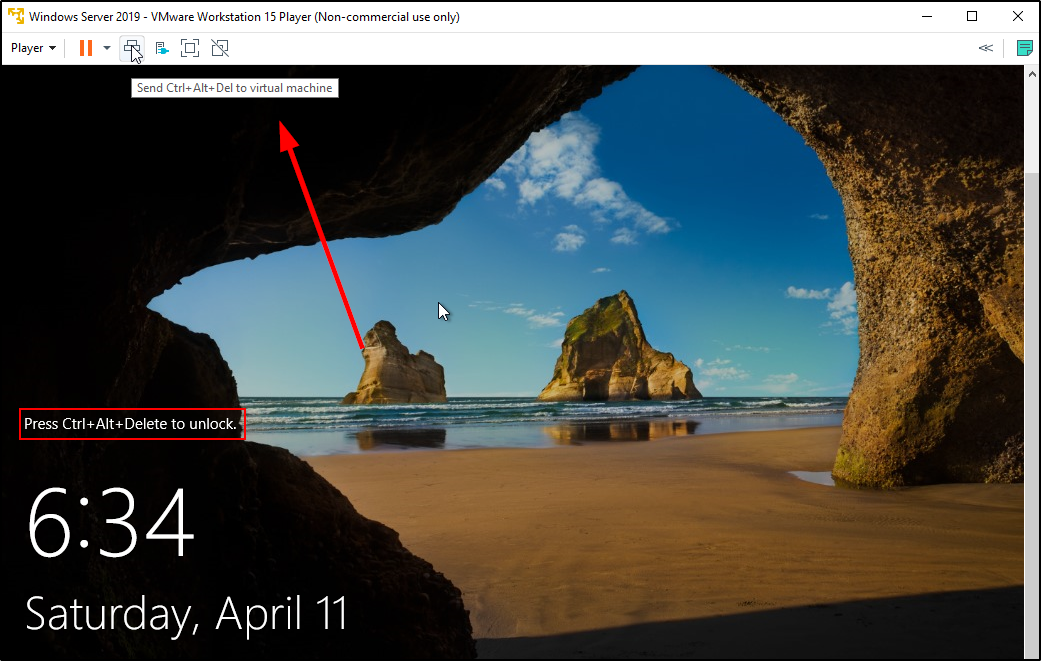 Windows Server 2019 - VMware Workstation 15 Player (Non-commercial use only)
Player
Send Ctrl+Alt+Del to virtual machine
Press Ctrl+Alt+Delete to unlock.
6:34
Saturday, April 11